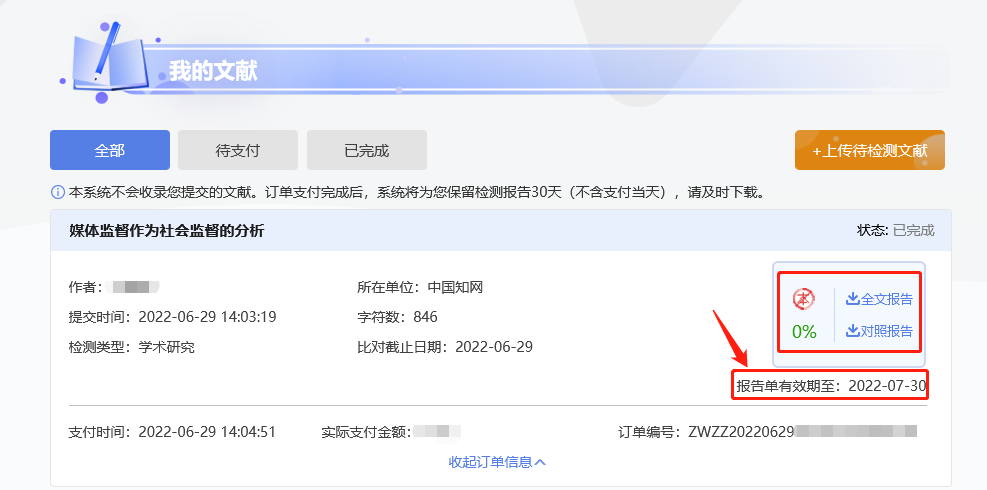 我的文献
全部 待支付 已完成 +上传待检测文献
本系统不会收录您提交的文献。订单支付完成后，系统将为您保留检测报告30天（不含支付当天），请及时下载。
媒体监督作为社会监督的分析 状态: 已完成
作者: 所在单位: 中国知网 全文报告
提交时间: 2022-06-29 14:03:19 字符数: 846 0% 对照报告
检测类型: 学术研究 比对截止日期: 2022-06-29
报告单有效期至: 2022-07-30
支付时间: 2022-06-29 14:04:51 实际支付金额: 订单编号: ZWZZ20220629
收起订单信息